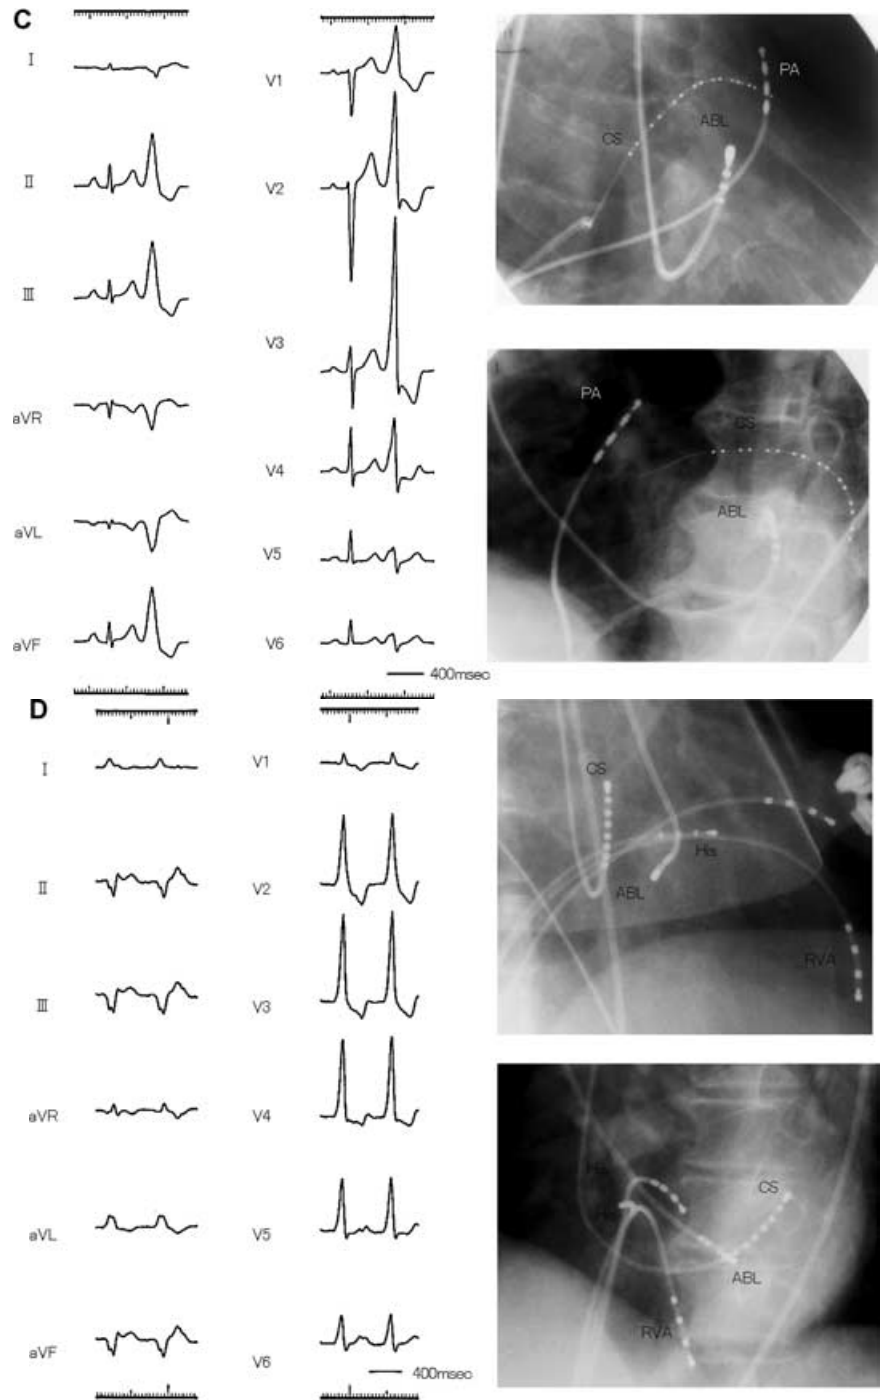 C
I
II
III
aVR
aVL
aVF
V1
V2
V3
V4
V5
V6
400msec
PA
ABL
CS
PA
CS
ABL
D
I
II
III
aVR
aVL
aVF
V1
V2
V3
V4
V5
V6
400msec
CS
His
ABL
RVA
His
CS
ABL
RVA